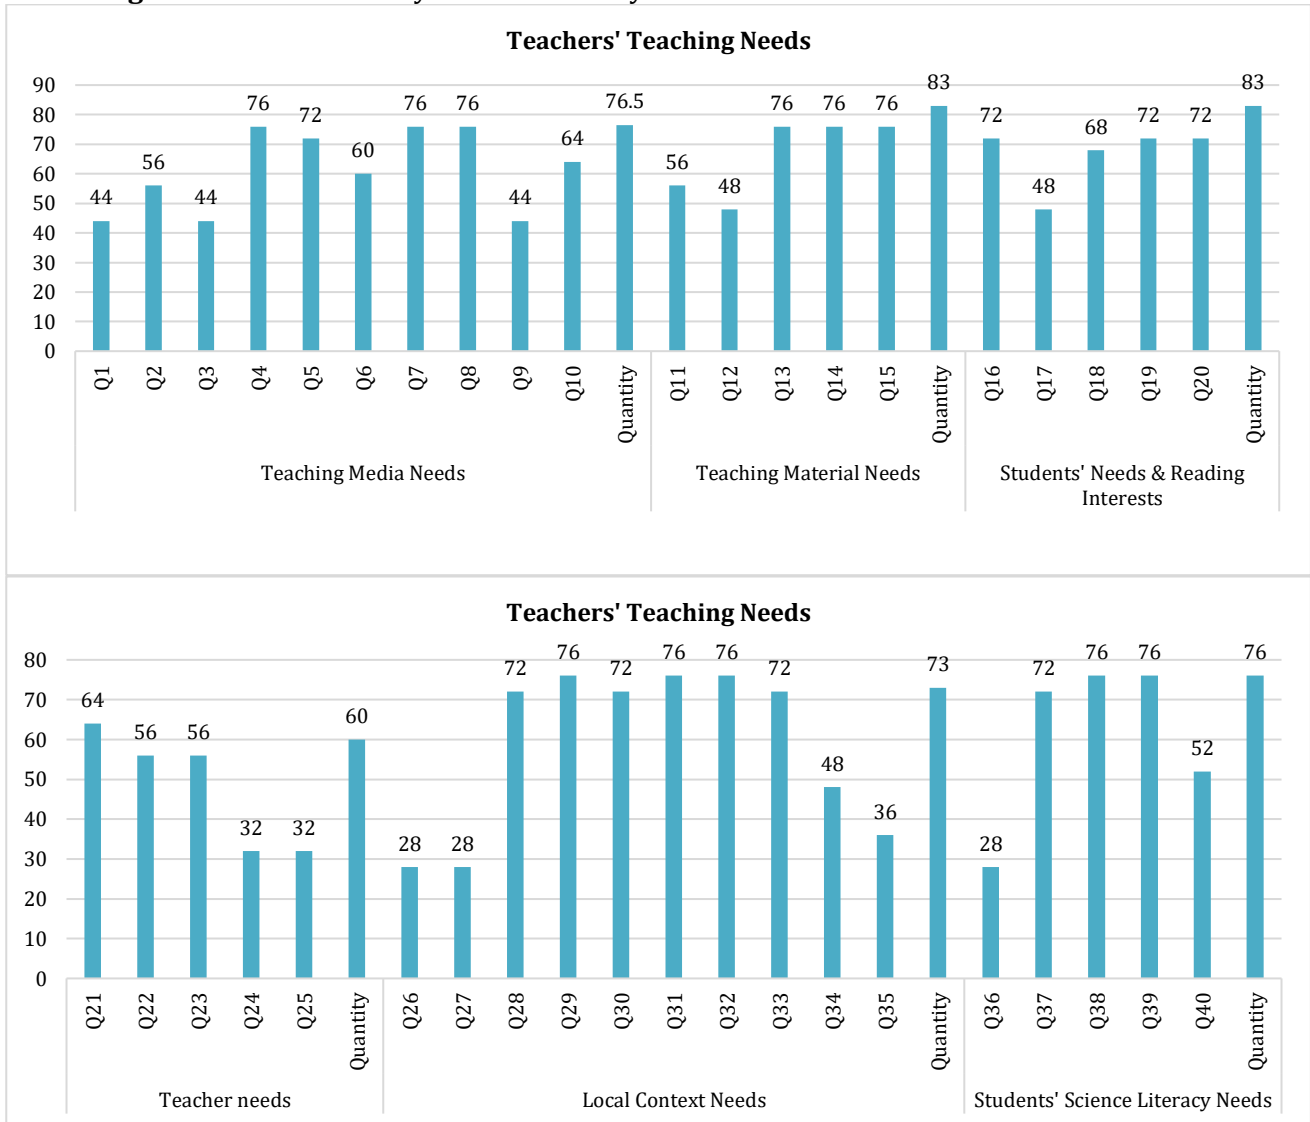 Teachers' Teaching Needs
90
80
70
60
50
40
30
20
10
0
44
56
44
76
72
60
76
76
44
64
76.5
56
48
76
76
76
83
72
48
68
72
72
83
Q1
Q2
Q3
Q4
Q5
Q6
Q7
Q8
Q9
Q10
Quantity
Q11
Q12
Q13
Q14
Q15
Quantity
Q16
Q17
Q18
Q19
Q20
Quantity
Teaching Media Needs
Teaching Material Needs
Students' Needs & Reading
Interests
Teachers' Teaching Needs
80
70
60
50
40
30
20
10
0
64
56
56
32
32
60
28
28
72
76
72
76
76
72
48
36
73
28
72
76
76
52
76
Q21
Q22
Q23
Q24
Q25
Quantity
Q26
Q27
Q28
Q29
Q30
Q31
Q32
Q33
Q34
Q35
Quantity
Q36
Q37
Q38
Q39
Q40
Quantity
Teacher needs
Local Context Needs
Students' Science Literacy Needs